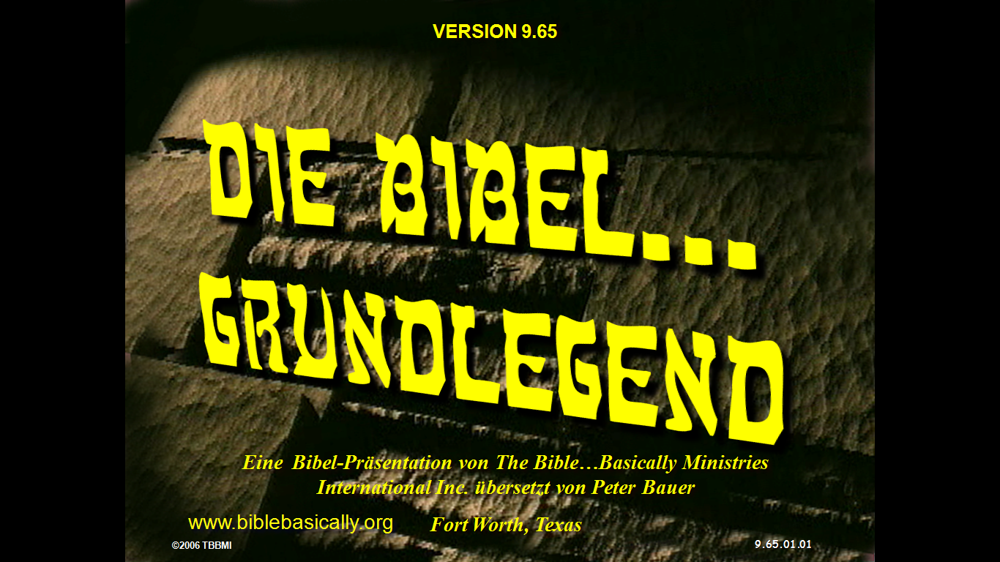 VERSION 9.65
DIE BIBEL...
GRUNDLEGEND
Eine Bibel-Präsentation von The Bible…Basically Ministries
International Inc. übersetzt von Peter Bauer
www.biblebasically.org Fort Worth, Texas
©2006 TBBMI 9.65.01.01